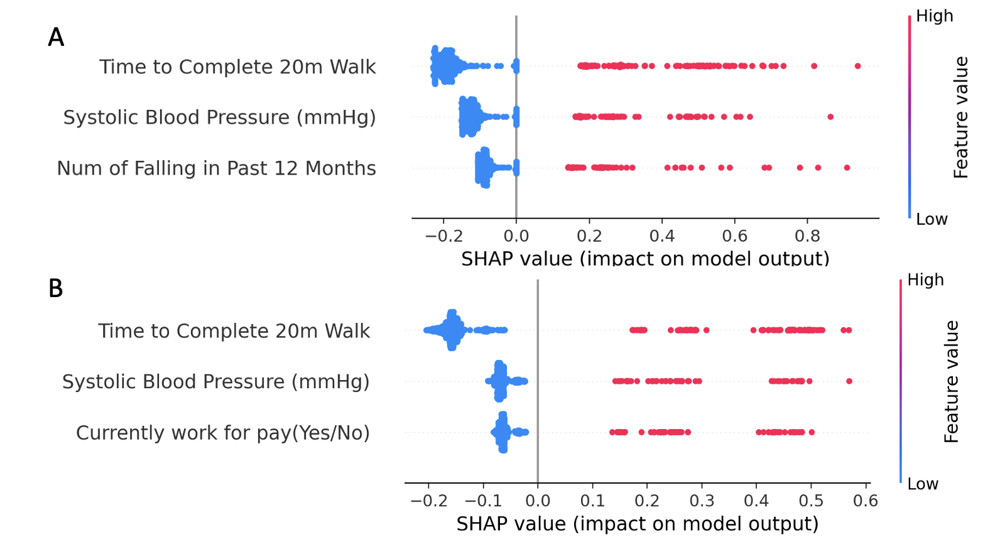 A
High
Time to Complete 20m Walk
Systolic Blood Pressure (mmHg)
Num of Falling in Past 12 Months
Feature value
Low
−0.2 0.0 0.2 0.4 0.6 0.8
SHAP value (impact on model output)
B
High
Time to Complete 20m Walk
Systolic Blood Pressure (mmHg)
Currently work for pay(Yes/No)
Feature value
Low
−0.2 −0.1 0.0 0.1 0.2 0.3 0.4 0.5 0.6
SHAP value (impact on model output)